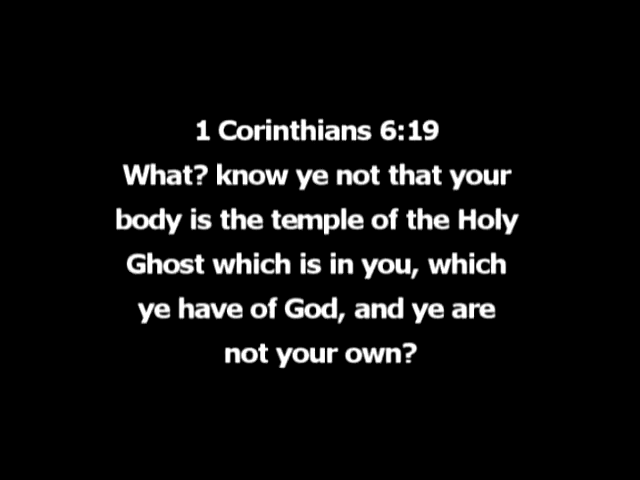 1 Corinthians 6:19
What? know ye not that your
body is the temple of the Holy
Ghost which is in you, which
ye have of God, and ye are
not your own?